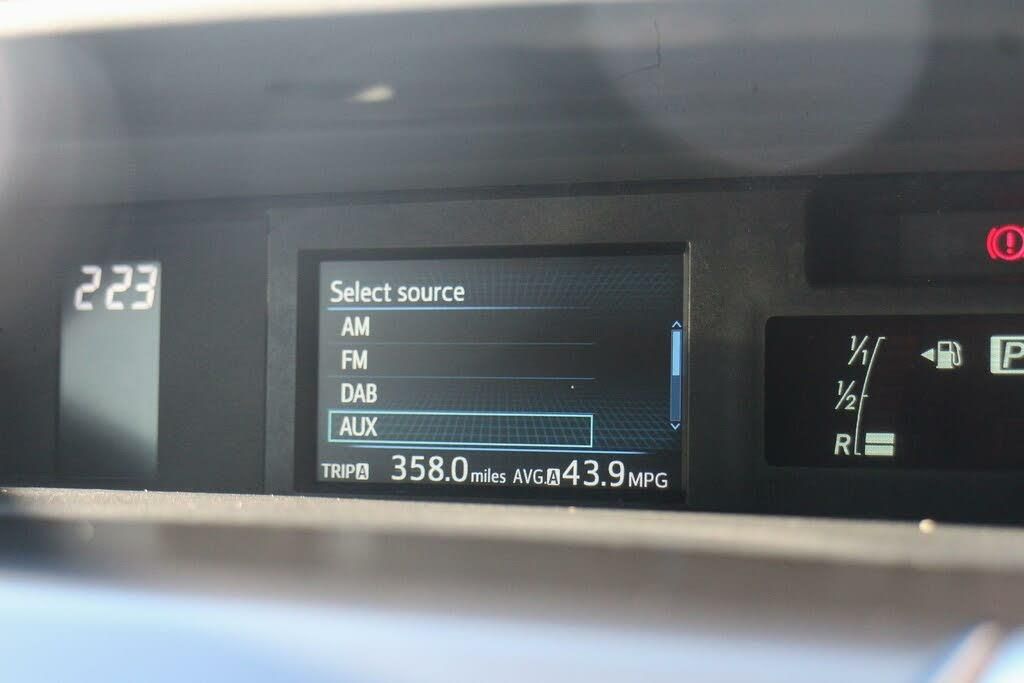 223
Select source
AM
FM
DAB
AUX
TRIP A 358.0 miles AVG. A 43.9 MPG
1/1
1/2
R
P